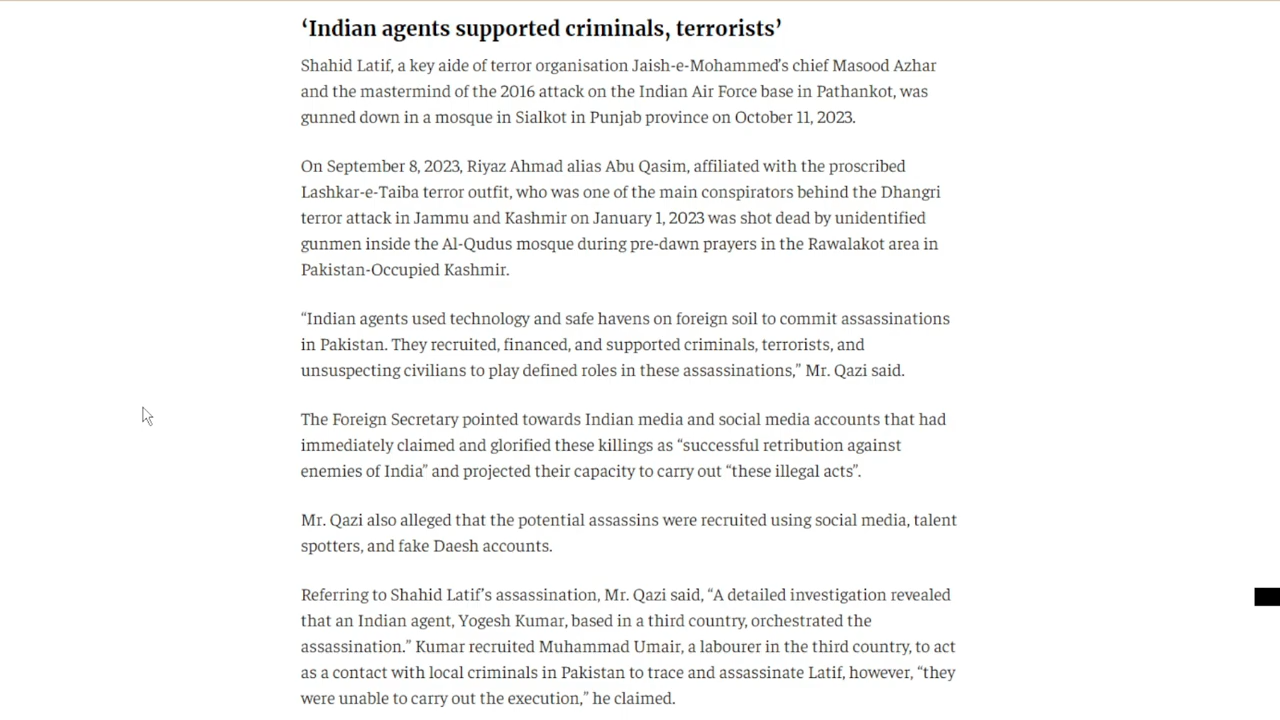 ‘Indian agents supported criminals, terrorists’
Shahid Latif, a key aide of terror organisation Jaish-e-Mohammed’s chief Masood Azhar
and the mastermind of the 2016 attack on the Indian Air Force base in Pathankot, was
gunned down in a mosque in Sialkot in Punjab province on October 11, 2023.
On September 8, 2023, Riyaz Ahmad alias Abu Qasim, affiliated with the proscribed
Lashkar-e-Taiba terror outfit, who was one of the main conspirators behind the Dhangri
terror attack in Jammu and Kashmir on January 1, 2023 was shot dead by unidentified
gunmen inside the Al-Qudus mosque during pre-dawn prayers in the Rawalakot area in
Pakistan-Occupied Kashmir.
“Indian agents used technology and safe havens on foreign soil to commit assassinations
in Pakistan. They recruited, financed, and supported criminals, terrorists, and
unsuspecting civilians to play defined roles in these assassinations,” Mr. Qazi said.
The Foreign Secretary pointed towards Indian media and social media accounts that had
immediately claimed and glorified these killings as “successful retribution against
enemies of India” and projected their capacity to carry out “these illegal acts”.
Mr. Qazi also alleged that the potential assassins were recruited using social media, talent
spotters, and fake Daesh accounts.
Referring to Shahid Latif’s assassination, Mr. Qazi said, “A detailed investigation revealed
that an Indian agent, Yogesh Kumar, based in a third country, orchestrated the
assassination.” Kumar recruited Muhammad Umair, a labourer in the third country, to act
as a contact with local criminals in Pakistan to trace and assassinate Latif, however, “they
were unable to carry out the execution,” he claimed.